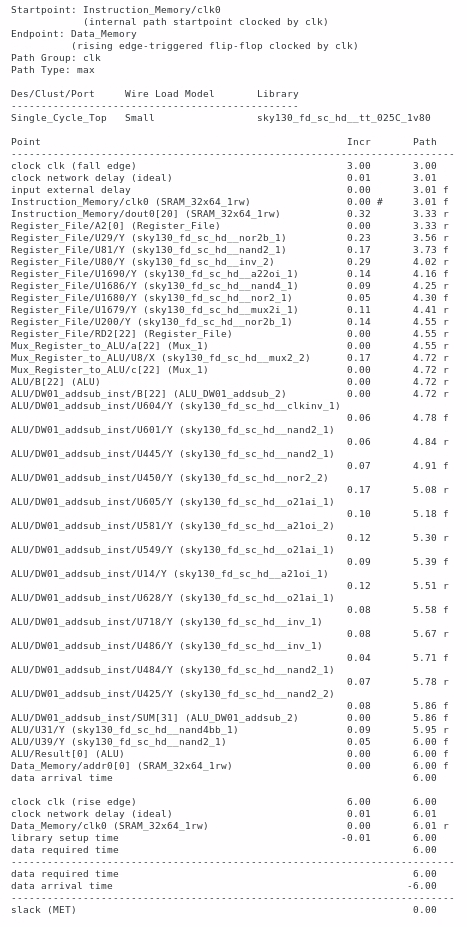 Startpoint: Instruction_Memory/clk0
(internal path startpoint clocked by clk)
Endpoint: Data_Memory
(rising edge-triggered flip-flop clocked by clk)
Path Group: clk
Path Type: max
Des/Clust/Port     Wire Load Model       Library
------------------------------------------------
Single_Cycle_Top   Small                 sky130_fd_sc_hd__tt_025C_1v80
Point                                                   Incr       Path
--------------------------------------------------------------------------
clock clk (fall edge)                                   3.00       3.00
clock network delay (ideal)                             0.01       3.01
input external delay                                    0.00       3.01 f
Instruction_Memory/clk0 (SRAM_32x64_1rw)                0.00 #     3.01 f
Instruction_Memory/dout0[20] (SRAM_32x64_1rw)           0.32       3.33 r
Register_File/A2[0] (Register_File)                     0.00       3.33 r
Register_File/U29/Y (sky130_fd_sc_hd__nor2b_1)          0.23       3.56 r
Register_File/U81/Y (sky130_fd_sc_hd__nand2_1)          0.17       3.73 f
Register_File/U80/Y (sky130_fd_sc_hd__inv_2)            0.29       4.02 r
Register_File/U1690/Y (sky130_fd_sc_hd__a22oi_1)        0.14       4.16 f
Register_File/U1686/Y (sky130_fd_sc_hd__nand4_1)        0.09       4.25 r
Register_File/U1680/Y (sky130_fd_sc_hd__nor2_1)         0.05       4.30 f
Register_File/U1679/Y (sky130_fd_sc_hd__mux2i_1)        0.11       4.41 r
Register_File/U200/Y (sky130_fd_sc_hd__nor2b_1)         0.14       4.55 r
Register_File/RD2[22] (Register_File)                   0.00       4.55 r
Mux_Register_to_ALU/a[22] (Mux_1)                       0.00       4.55 r
Mux_Register_to_ALU/U8/X (sky130_fd_sc_hd__mux2_2)      0.17       4.72 r
Mux_Register_to_ALU/c[22] (Mux_1)                       0.00       4.72 r
ALU/B[22] (ALU)                                         0.00       4.72 r
ALU/DW01_addsub_inst/B[22] (ALU_DW01_addsub_2)          0.00       4.72 r
ALU/DW01_addsub_inst/U604/Y (sky130_fd_sc_hd__clkinv_1)
0.06       4.78 f
ALU/DW01_addsub_inst/U601/Y (sky130_fd_sc_hd__nand2_1)
0.06       4.84 r
ALU/DW01_addsub_inst/U445/Y (sky130_fd_sc_hd__nand2_1)
0.07       4.91 f
ALU/DW01_addsub_inst/U450/Y (sky130_fd_sc_hd__nor2_2)
0.17       5.08 r
ALU/DW01_addsub_inst/U605/Y (sky130_fd_sc_hd__o21ai_1)
0.10       5.18 f
ALU/DW01_addsub_inst/U581/Y (sky130_fd_sc_hd__a21oi_2)
0.12       5.30 r
ALU/DW01_addsub_inst/U549/Y (sky130_fd_sc_hd__o21ai_1)
0.09       5.39 f
ALU/DW01_addsub_inst/U14/Y (sky130_fd_sc_hd__a21oi_1)
0.12       5.51 r
ALU/DW01_addsub_inst/U628/Y (sky130_fd_sc_hd__o21ai_1)
0.08       5.58 f
ALU/DW01_addsub_inst/U718/Y (sky130_fd_sc_hd__inv_1)
0.08       5.67 r
ALU/DW01_addsub_inst/U486/Y (sky130_fd_sc_hd__inv_1)
0.04       5.71 f
ALU/DW01_addsub_inst/U484/Y (sky130_fd_sc_hd__nand2_1)
0.07       5.78 r
ALU/DW01_addsub_inst/U425/Y (sky130_fd_sc_hd__nand2_2)
0.08       5.86 f
ALU/DW01_addsub_inst/SUM[31] (ALU_DW01_addsub_2)        0.00       5.86 f
ALU/U31/Y (sky130_fd_sc_hd__nand4bb_1)                  0.09       5.95 r
ALU/U39/Y (sky130_fd_sc_hd__nand2_1)                    0.05       6.00 f
ALU/Result[0] (ALU)                                     0.00       6.00 f
Data_Memory/addr0[0] (SRAM_32x64_1rw)                   0.00       6.00 f
data arrival time                                                  6.00
clock clk (rise edge)                                   6.00       6.00
clock network delay (ideal)                             0.01       6.01
Data_Memory/clk0 (SRAM_32x64_1rw)                       0.00       6.01 r
library setup time                                     -0.01       6.00
data required time                                                 6.00
--------------------------------------------------------------------------
data required time                                                 6.00
data arrival time                                                 -6.00
--------------------------------------------------------------------------
slack (MET)                                                        0.00